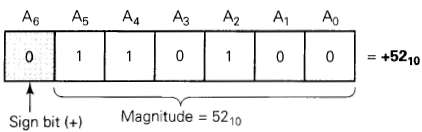 A₆ A₅ A₄ A₃ A₂ A₁ A₀
0 1 1 0 1 0 0 = +52₁₀
Sign bit (+) Magnitude = 52₁₀